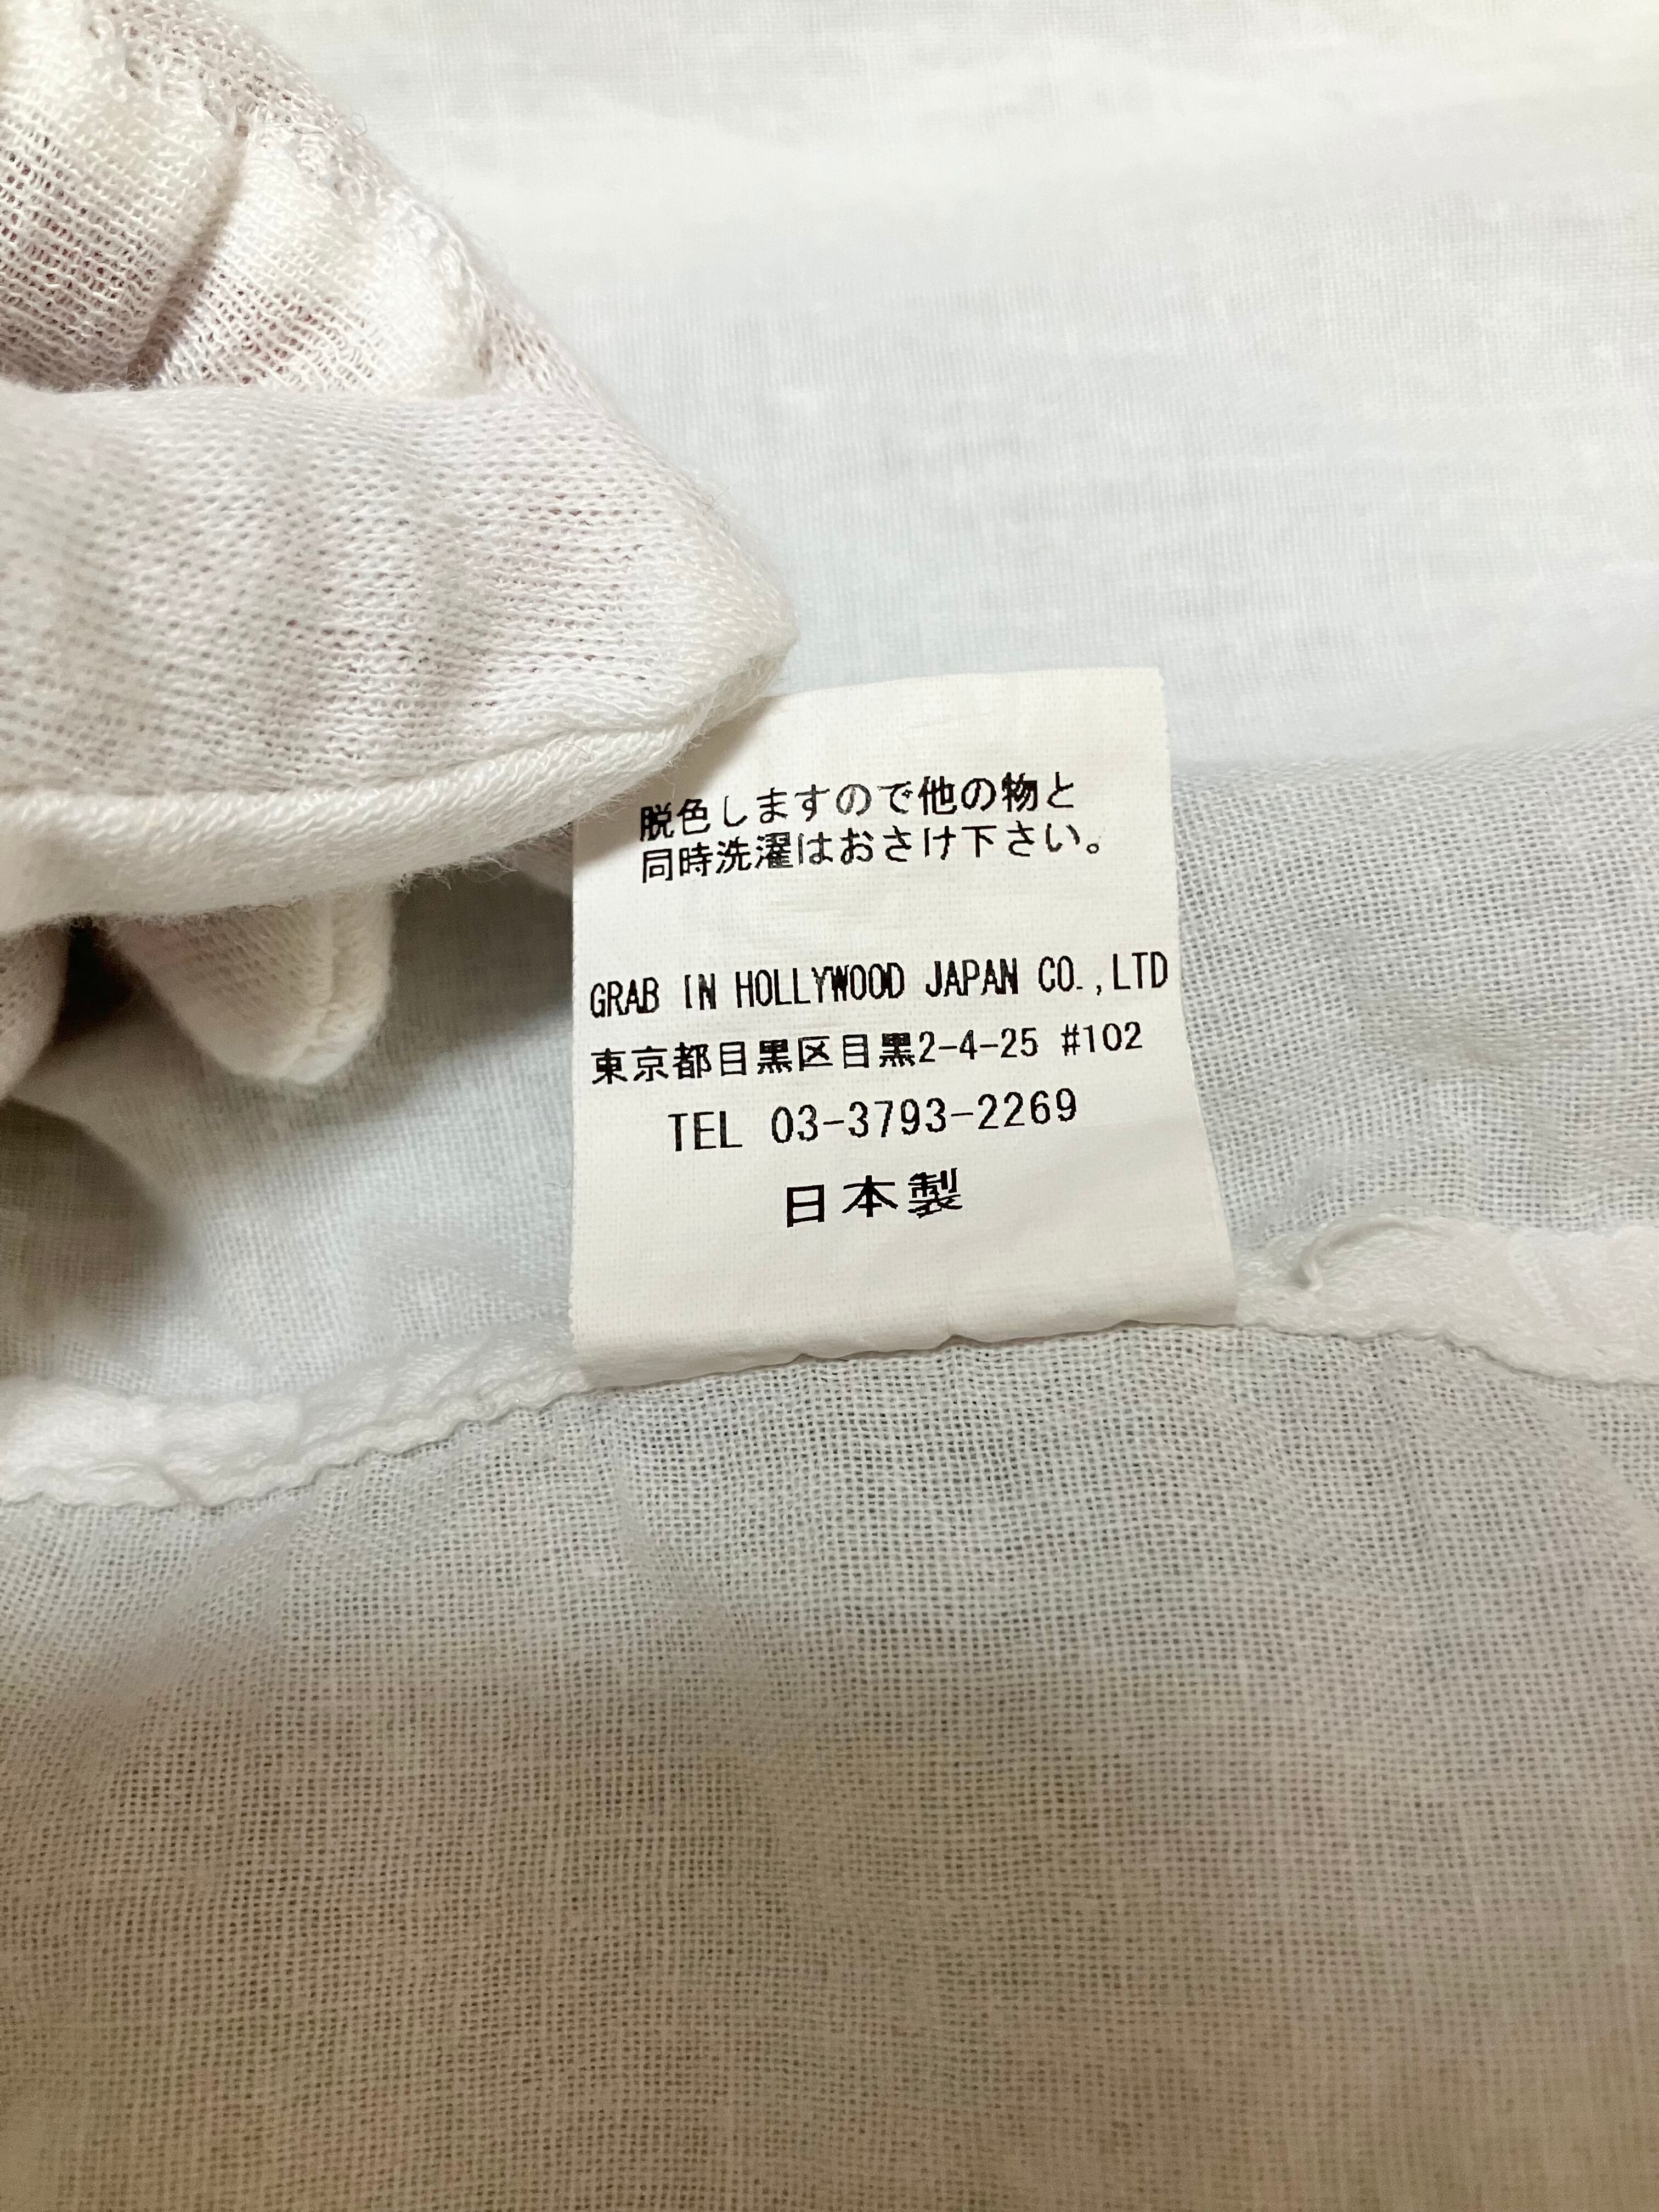 脱色しますので他の物と
同時洗濯はおさけ下さい。
GRAB IN HOLLYWOOD JAPAN CO.,LTD
東京都目黒区目黒2-4-25 #102
TEL 03-3793-2269
日本製